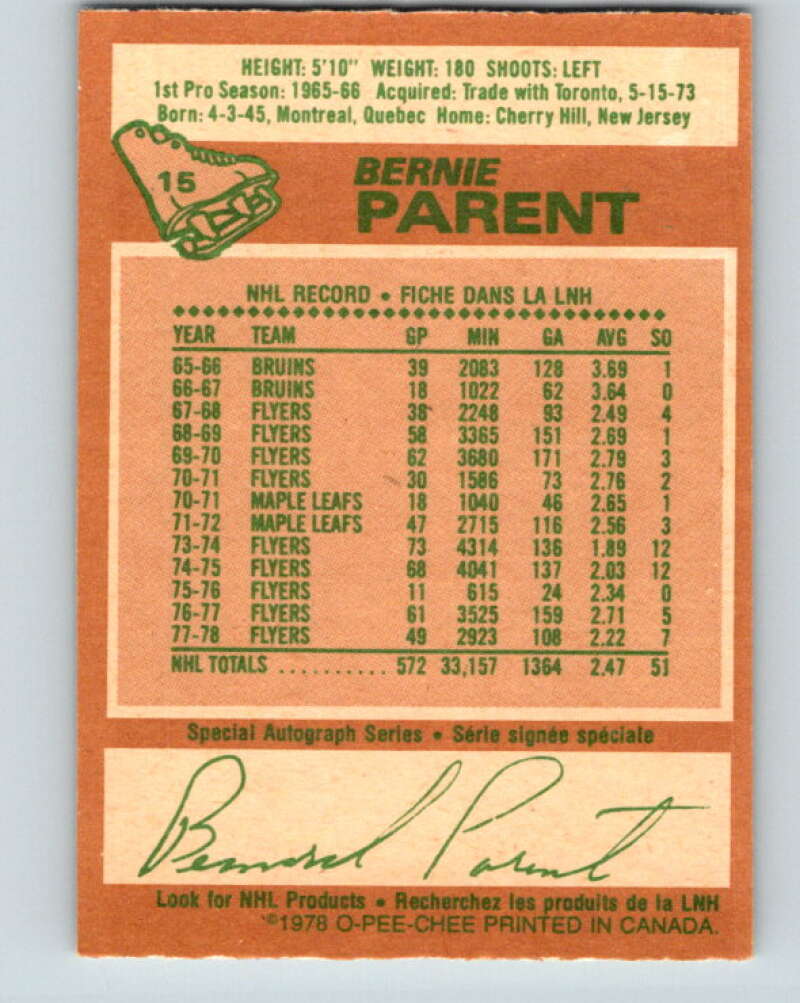 HEIGHT: 5'10" WEIGHT: 180 SHOOTS: LEFT
1st Pro Season: 1965-66 Acquired: Trade with Toronto, 5-15-73
Born: 4-3-45, Montreal, Quebec Home: Cherry Hill, New Jersey
15
BERNIE
PARENT
NHL RECORD • FICHE DANS LA LNH
YEAR TEAM GP MIN GA AVG SO
65-66 BRUINS 39 2083 128 3.69 1
66-67 BRUINS 18 1022 62 3.64 0
67-68 FLYERS 38 2248 93 2.49 4
68-69 FLYERS 58 3365 151 2.69 1
69-70 FLYERS 62 3680 171 2.79 3
70-71 FLYERS 30 1586 73 2.76 2
70-71 MAPLE LEAFS 18 1040 46 2.65 1
71-72 MAPLE LEAFS 47 2715 116 2.56 3
73-74 FLYERS 73 4314 136 1.89 12
74-75 FLYERS 68 4041 137 2.03 12
75-76 FLYERS 11 615 24 2.34 0
76-77 FLYERS 61 3525 159 2.71 5
77-78 FLYERS 49 2923 108 2.22 7
NHL TOTALS .......... 572 33,157 1364 2.47 51
Special Autograph Series • Série signée spéciale
Bernard Parent
Look for NHL Products • Recherchez les produits de la LNH
©1978 O-PEE-CHEE PRINTED IN CANADA.